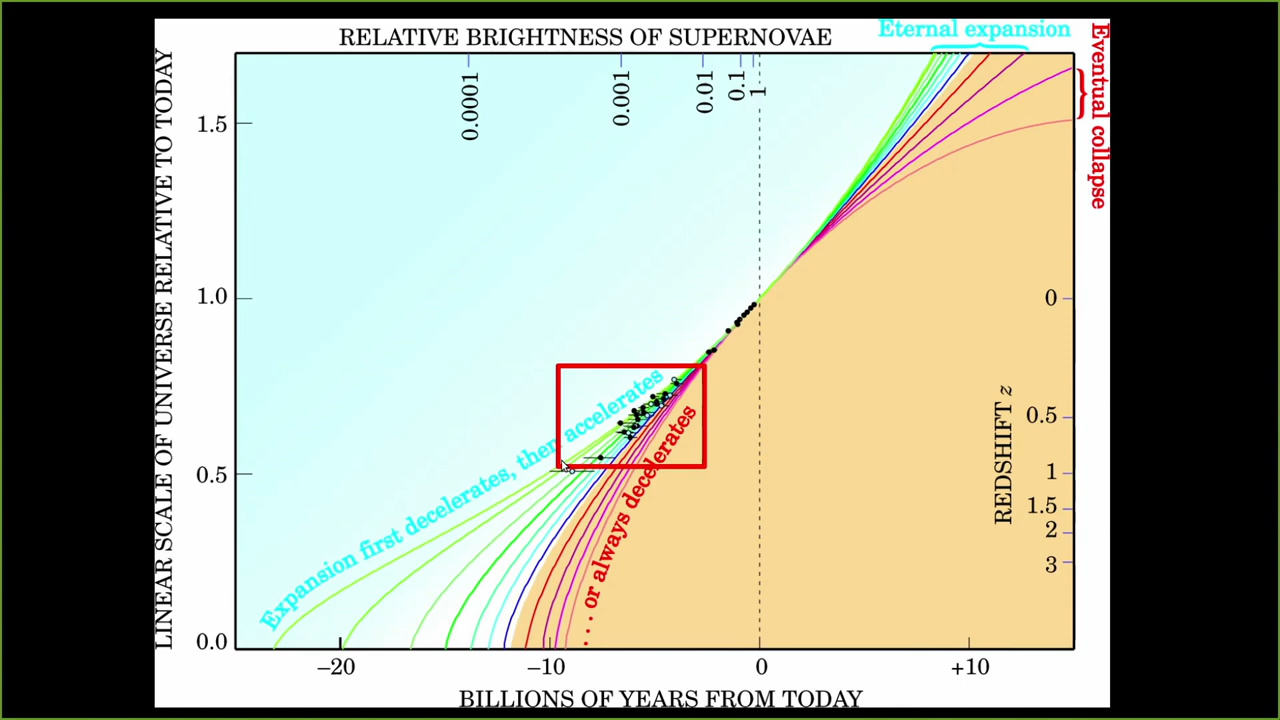 RELATIVE BRIGHTNESS OF SUPERNOVAE
Eternal expansion
Eventual collapse
0.0001
0.001
0.01
0.1
1
LINEAR SCALE OF UNIVERSE RELATIVE TO TODAY
1.5
1.0
0.5
0.0
Expansion first decelerates, then accelerates
... or always decelerates
REDSHIFT z
0
0.5
1
1.5
2
3
–20
–10
0
+10
BILLIONS OF YEARS FROM TODAY